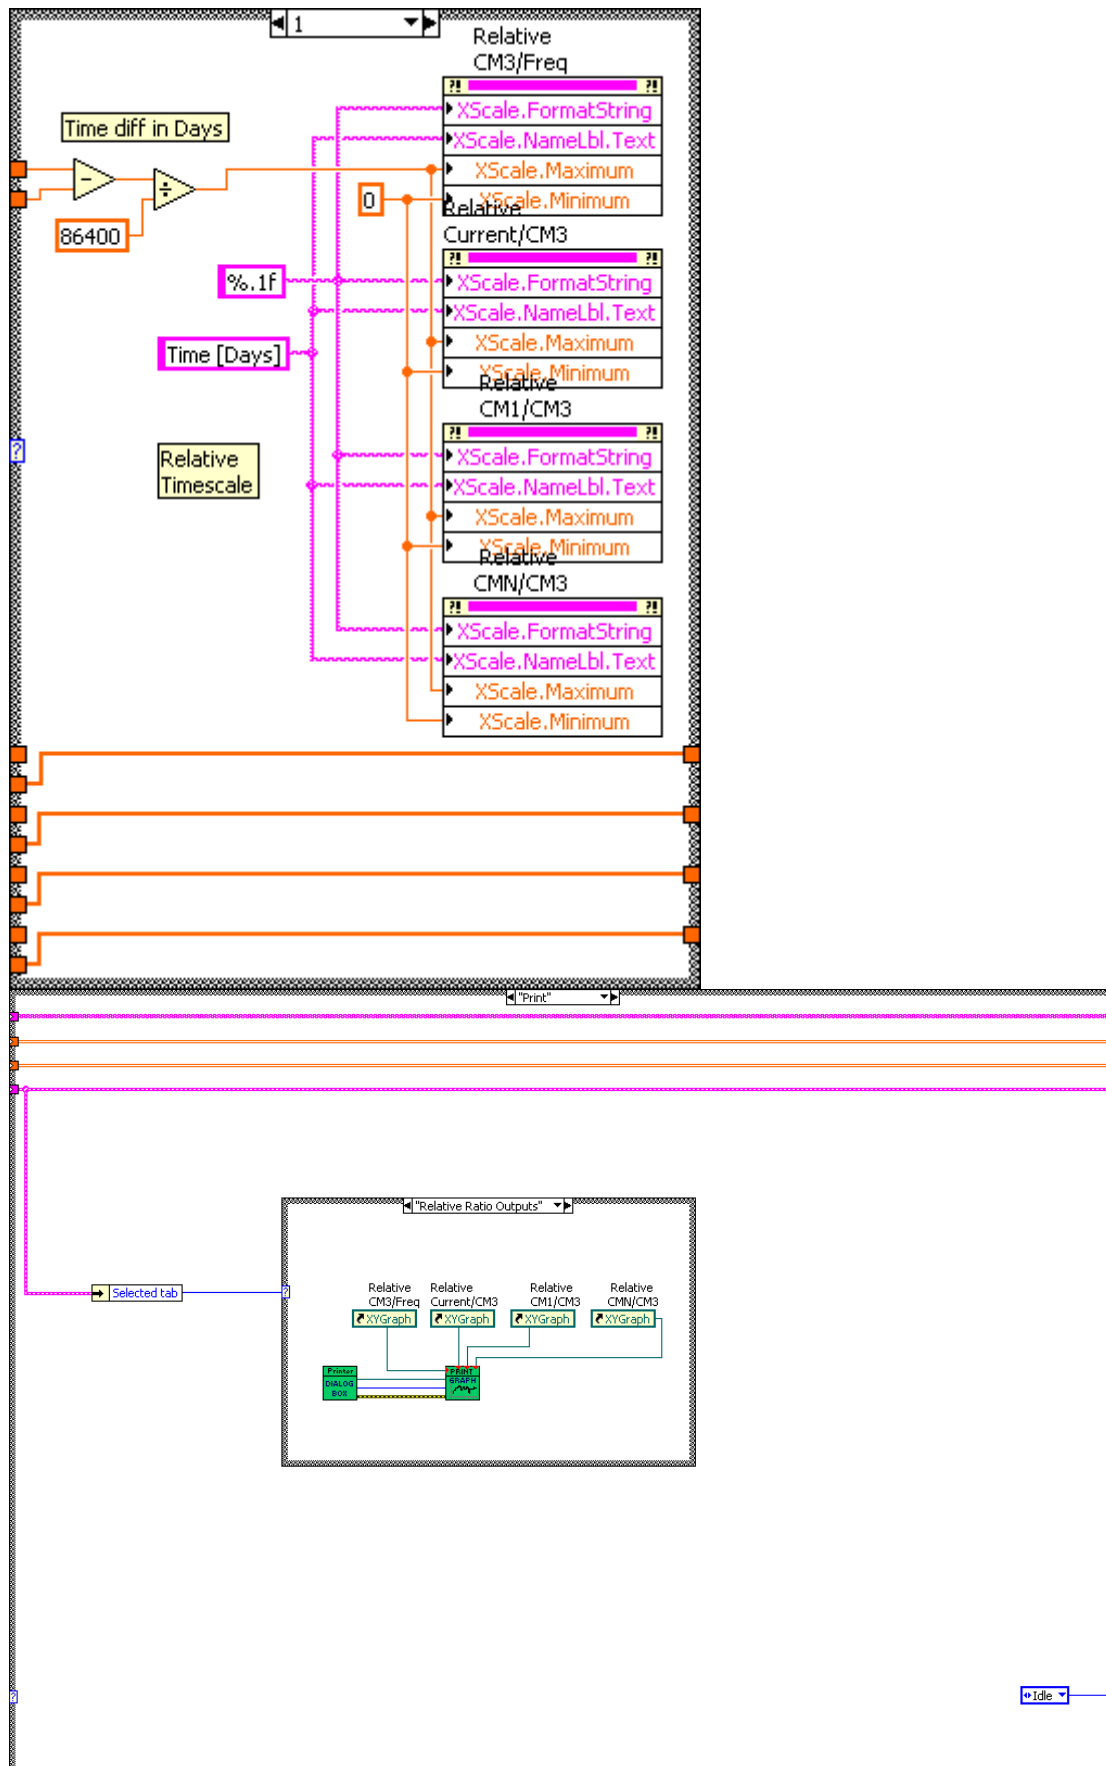 1
Relative
CM3/Freq
?! ?!
XScale.FormatString
Time diff in Days
XScale.NameLbl.Text
XScale.Maximum
-
÷
0
XScale.Minimum
Relative
86400
Current/CM3
?! ?!
%.1f
XScale.FormatString
XScale.NameLbl.Text
Time [Days]
XScale.Maximum
XScale.Minimum
Relative
CM1/CM3
?! ?!
?
Relative
Timescale
XScale.FormatString
XScale.NameLbl.Text
XScale.Maximum
XScale.Minimum
Relative
CMN/CM3
?! ?!
XScale.FormatString
XScale.NameLbl.Text
XScale.Maximum
XScale.Minimum
"Print"
"Relative Ratio Outputs"
Selected tab
?
Relative
CM3/Freq
Relative
Current/CM3
Relative
CM1/CM3
Relative
CMN/CM3
XYGraph
XYGraph
XYGraph
XYGraph
Printer
DIALOG
BOX
PRINT
GRAPH
?
Idle